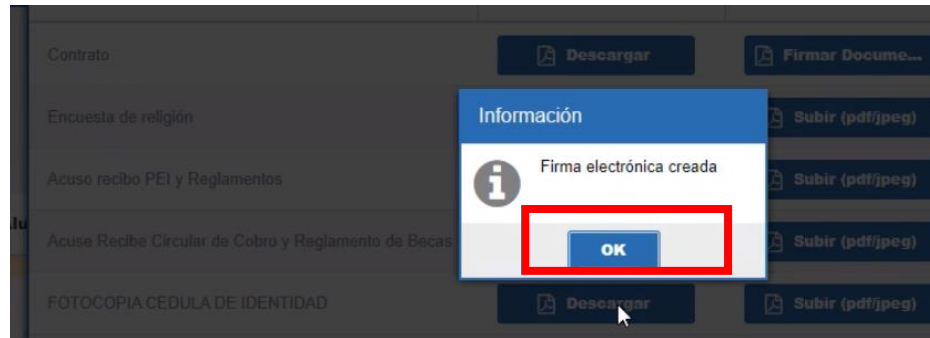 Contrato
Descargar
Firmar Docume...
Encuesta de religión
Subir (pdf/jpeg)
Información
Firma electrónica creada
Acuso recibo PEI y Reglamentos
Subir (pdf/jpeg)
Acuse Recibe Circular de Cobro y Reglamento de Becas
OK
Subir (pdf/jpeg)
FOTOCOPIA CEDULA DE IDENTIDAD
Descargar
Subir (pdf/jpeg)